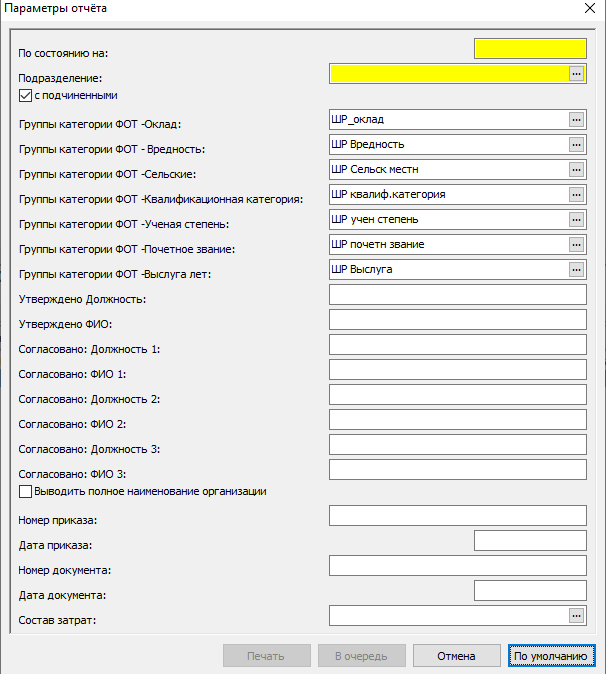 Параметры отчёта
По состоянию на:
Подразделение: ...
с подчиненными
Группы категории ФОТ -Оклад: ШР_оклад ...
Группы категории ФОТ - Вредность: ШР Вредность ...
Группы категории ФОТ -Сельские: ШР Сельск местн ...
Группы категории ФОТ -Квалификационная категория: ШР квалиф.категория ...
Группы категории ФОТ -Ученая степень: ШР учен степень ...
Группы категории ФОТ -Почетное звание: ШР почетн звание ...
Группы категории ФОТ -Выслуга лет: ШР Выслуга ...
Утверждено Должность:
Утверждено ФИО:
Согласовано: Должность 1:
Согласовано: ФИО 1:
Согласовано: Должность 2:
Согласовано: ФИО 2:
Согласовано: Должность 3:
Согласовано: ФИО 3:
Выводить полное наименование организации
Номер приказа:
Дата приказа:
Номер документа:
Дата документа:
Состав затрат: ...
Печать В очередь Отмена По умолчанию